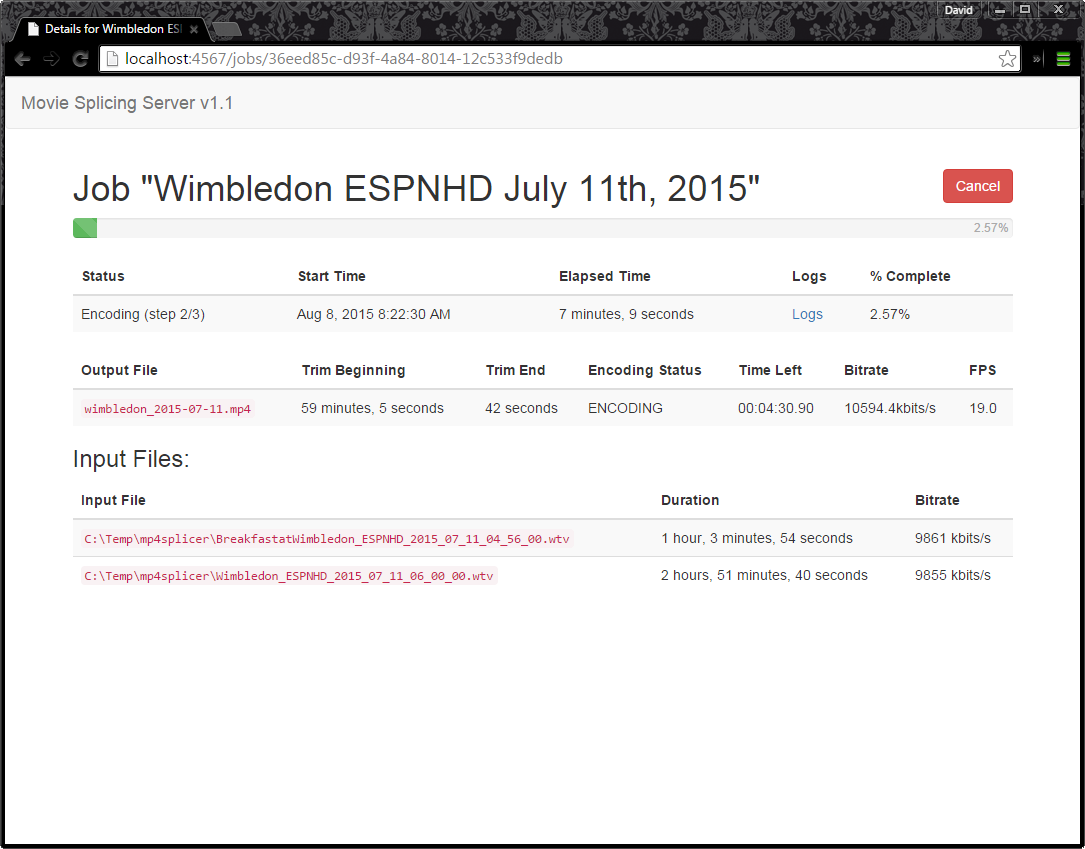 David
Details for Wimbledon ESI
localhost:4567/jobs/36eed85c-d93f-4a84-8014-12c533f9dedb
Movie Splicing Server v1.1
Job "Wimbledon ESPNHD July 11th, 2015" Cancel
2.57%
Status Start Time Elapsed Time Logs % Complete
Encoding (step 2/3) Aug 8, 2015 8:22:30 AM 7 minutes, 9 seconds Logs 2.57%
Output File Trim Beginning Trim End Encoding Status Time Left Bitrate FPS
wimbledon_2015-07-11.mp4 59 minutes, 5 seconds 42 seconds ENCODING 00:04:30.90 10594.4kbits/s 19.0
Input Files:
Input File Duration Bitrate
C:\Temp\mp4splicer\BreakfastatWimbledon_ESPNHD_2015_07_11_04_56_00.wtv 1 hour, 3 minutes, 54 seconds 9861 kbits/s
C:\Temp\mp4splicer\Wimbledon_ESPNHD_2015_07_11_06_00_00.wtv 2 hours, 51 minutes, 40 seconds 9855 kbits/s